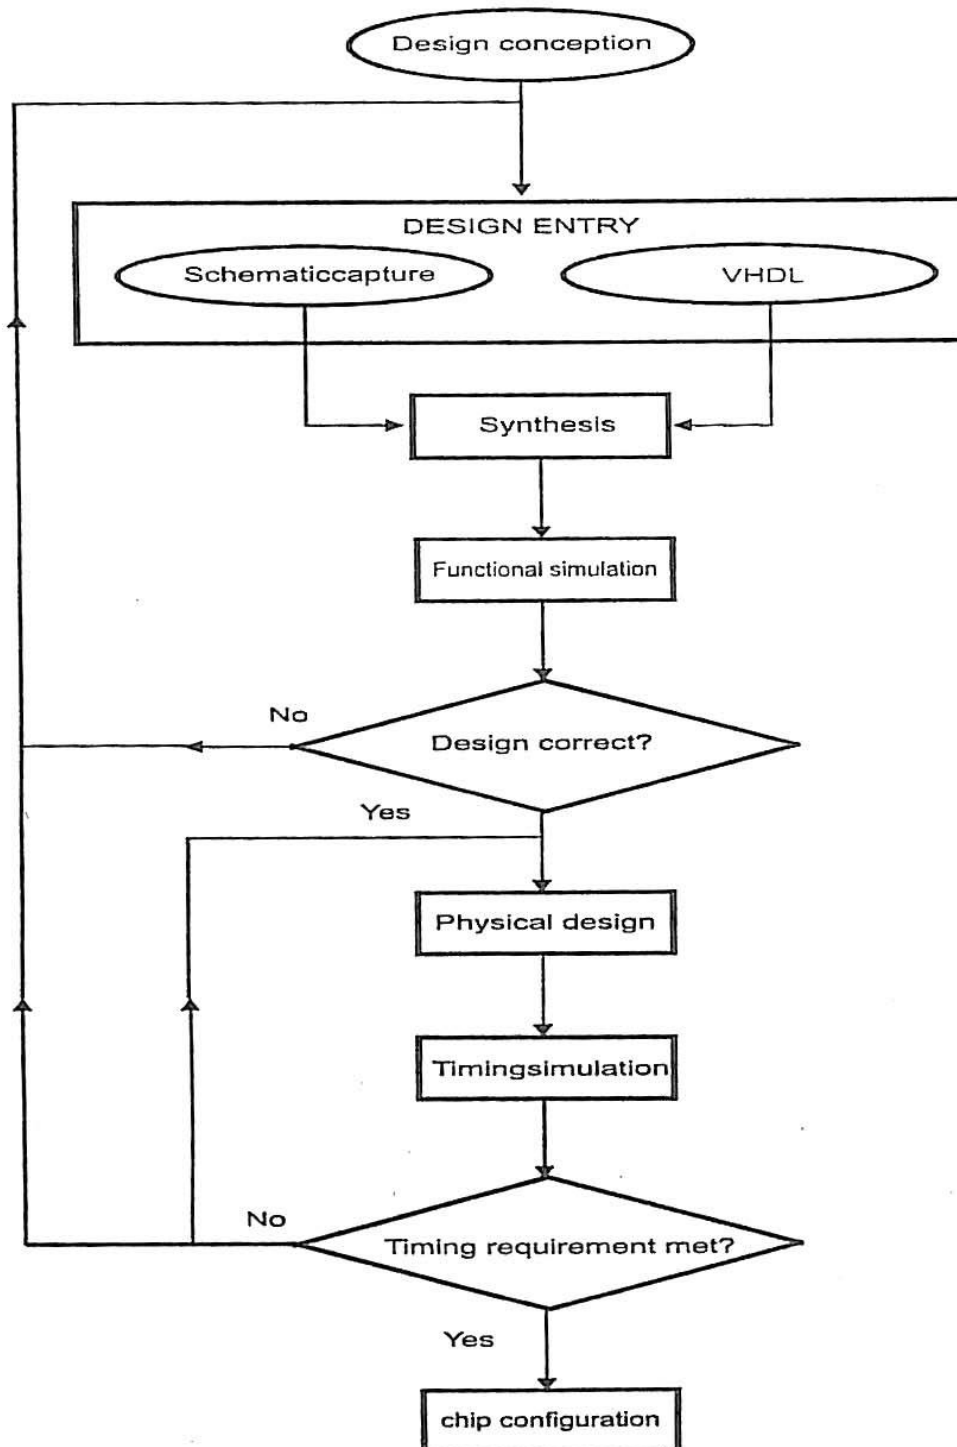 Design conception
DESIGN ENTRY
Schematiccapture
VHDL
Synthesis
Functional simulation
No
Design correct?
Yes
Physical design
Timingsimulation
No
Timing requirement met?
Yes
chip configuration